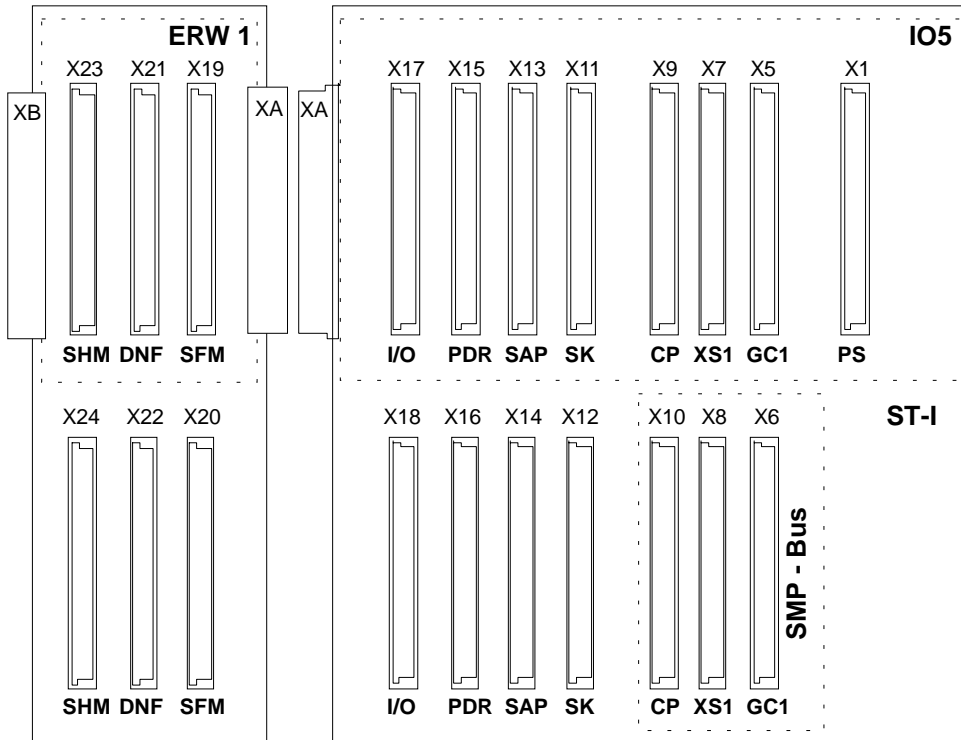 ERW 1
IO5
X23 X21 X19
X17 X15 X13 X11 X9 X7 X5 X1
XB
XA
XA
SHM DNF SFM
I/O PDR SAP SK CP XS1 GC1 PS
X24 X22 X20
X18 X16 X14 X12 X10 X8 X6
ST-I
SMP - Bus
SHM DNF SFM
I/O PDR SAP SK CP XS1 GC1